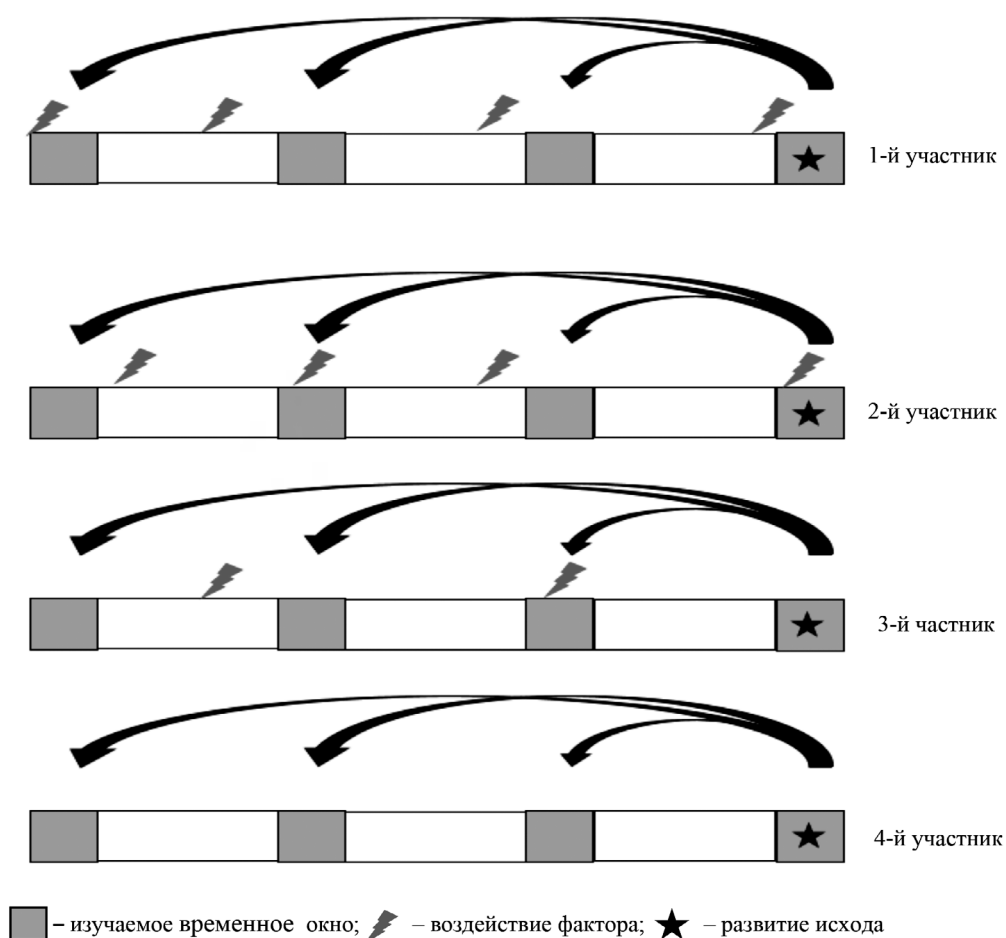 1-й участник
2-й участник
3-й частник
4-й участник
– изучаемое временное окно; – воздействие фактора; – развитие исхода